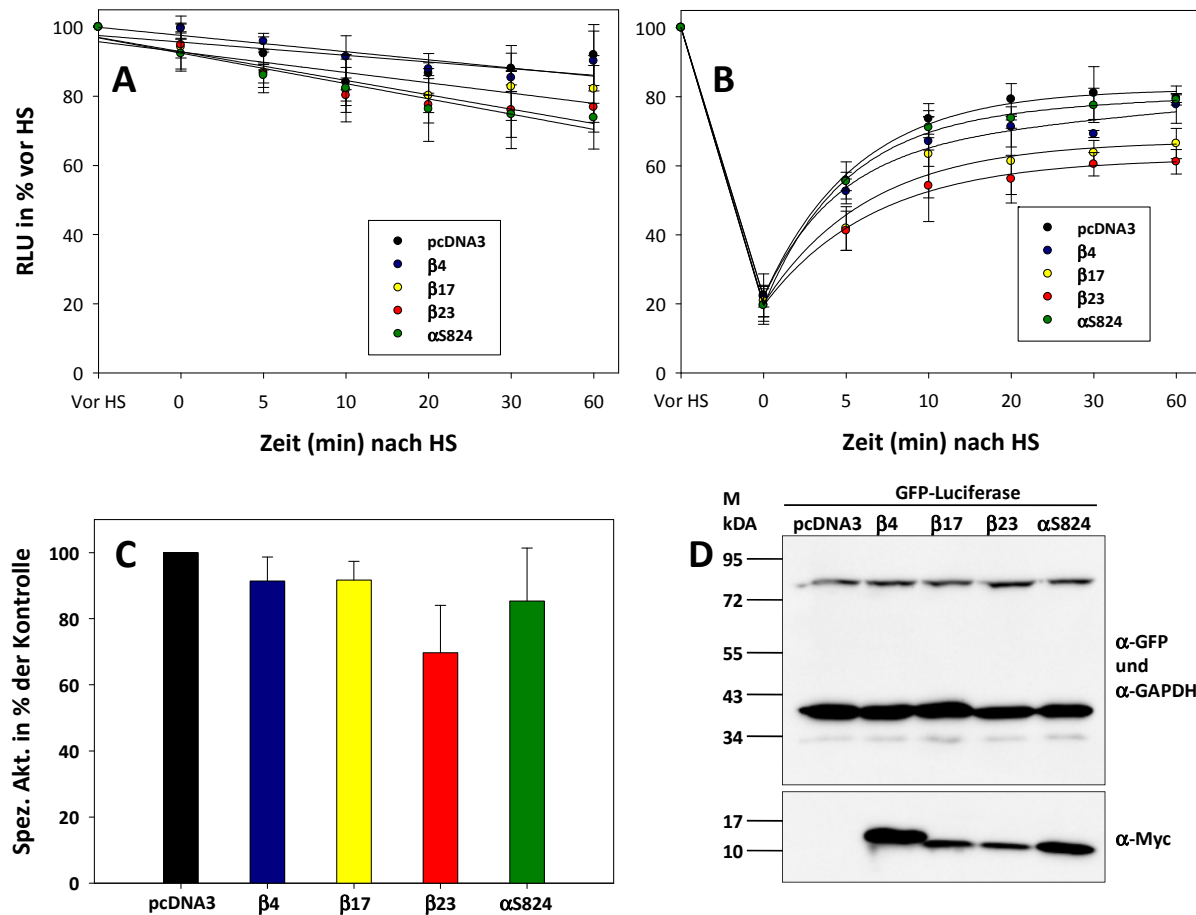 A
RLU in % vor HS
100
80
60
40
20
0
pcDNA3
β4
β17
β23
αS824
Vor HS 0 5 10 20 30 60
Zeit (min) nach HS
B
100
80
60
40
20
0
pcDNA3
β4
β17
β23
αS824
Vor HS 0 5 10 20 30 60
Zeit (min) nach HS
C
Spez. Akt. in % der Kontrolle
100
80
60
40
20
0
pcDNA3 β4 β17 β23 αS824
D
M
kDA
GFP-Luciferase
pcDNA3 β4 β17 β23 αS824
95
72
55
43
34
α-GFP
und
α-GAPDH
17
10
α-Myc